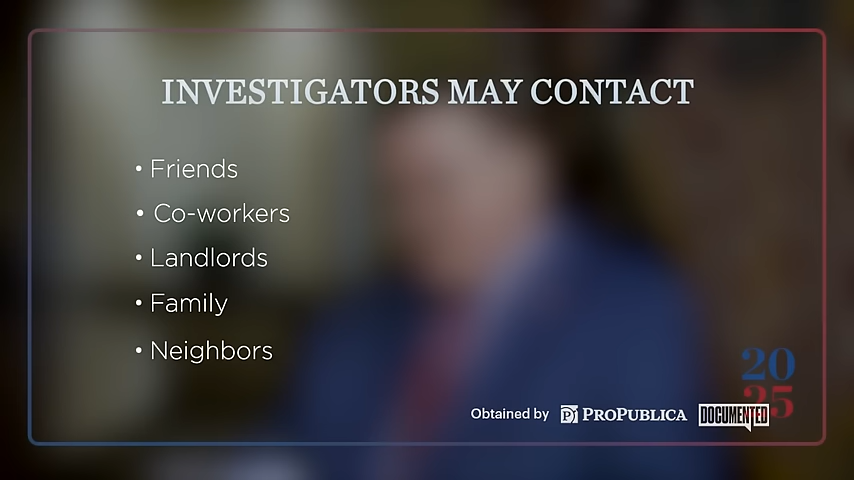 INVESTIGATORS MAY CONTACT
• Friends
• Co-workers
• Landlords
• Family
• Neighbors
20
25
Obtained by PROPUBLICA DOCUMENTED